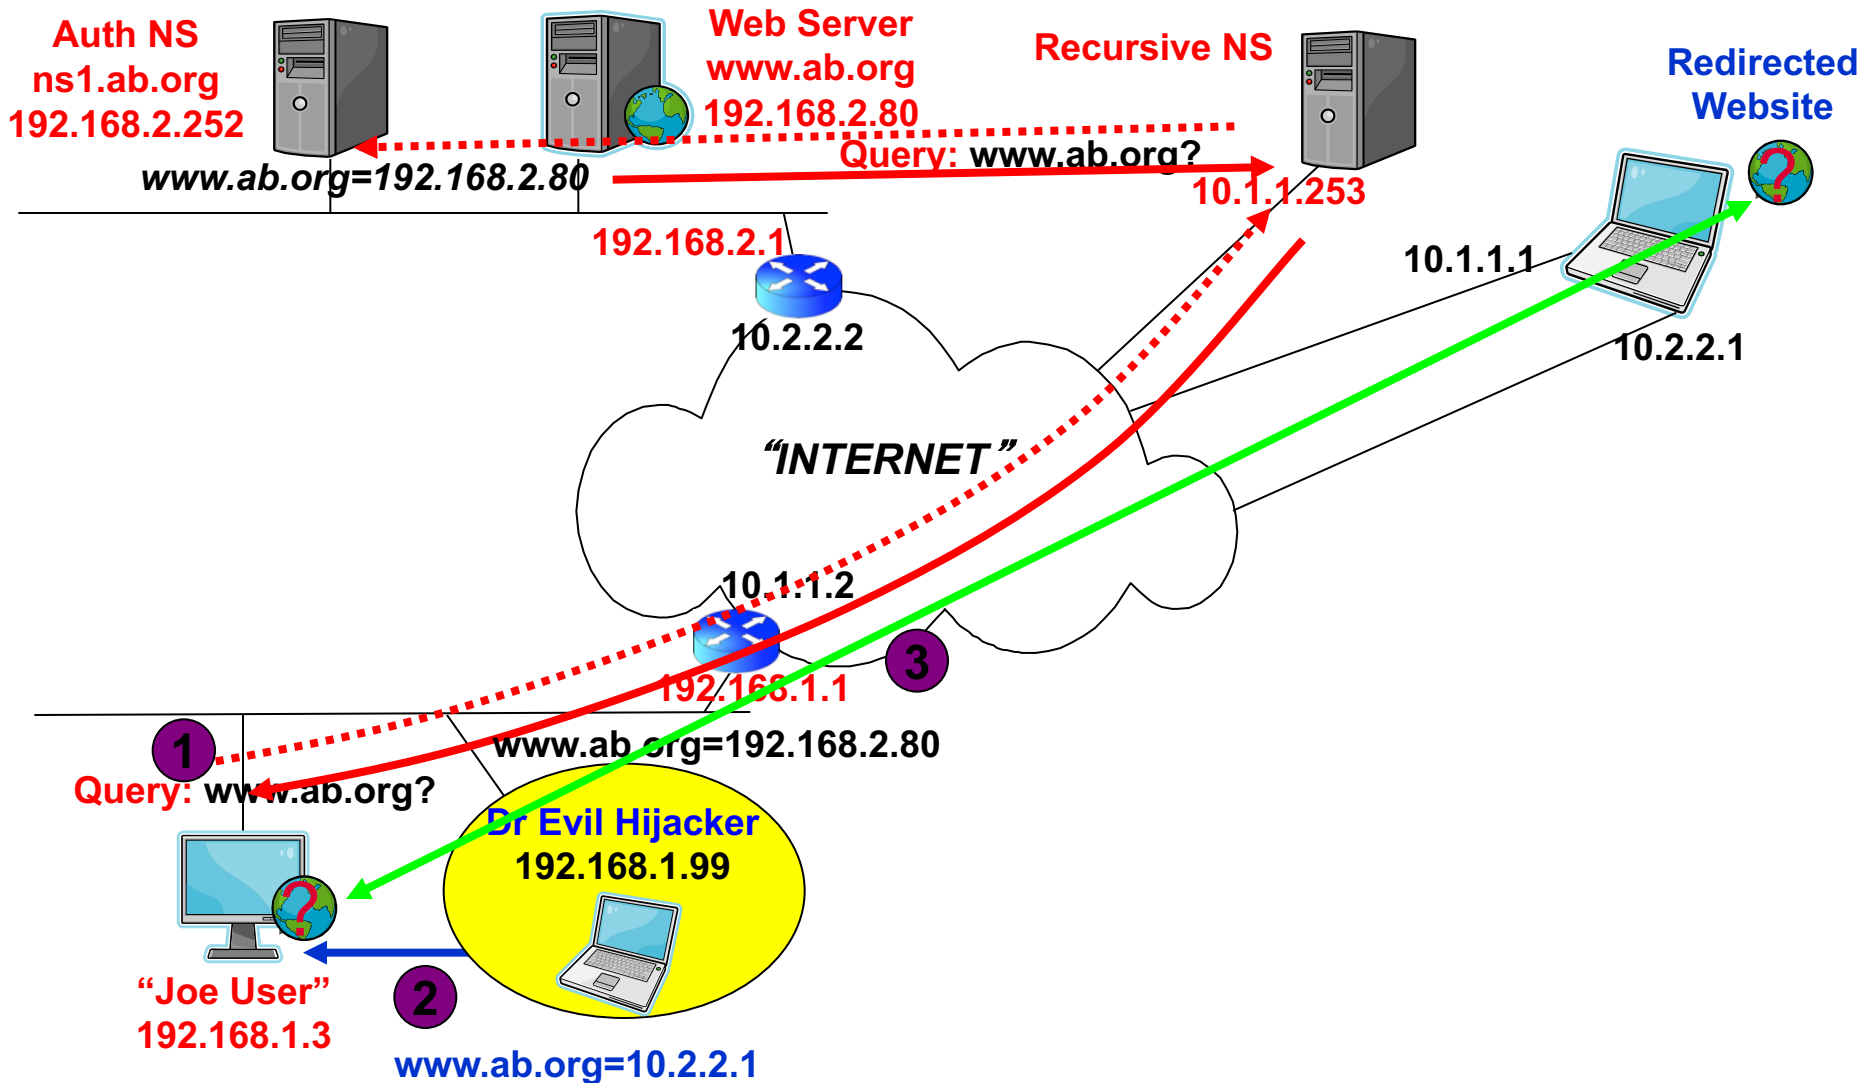 Auth NS
ns1.ab.org
192.168.2.252
Web Server
www.ab.org
192.168.2.80
Recursive NS
Redirected
Website
Query: www.ab.org?
www.ab.org=192.168.2.80
10.1.1.253
192.168.2.1
10.1.1.1
10.2.2.2
10.2.2.1
“INTERNET”
10.1.1.2
3
192.168.1.1
1
www.ab.org=192.168.2.80
Query: www.ab.org?
Dr Evil Hijacker
192.168.1.99
?
?
“Joe User”
192.168.1.3
2
www.ab.org=10.2.2.1